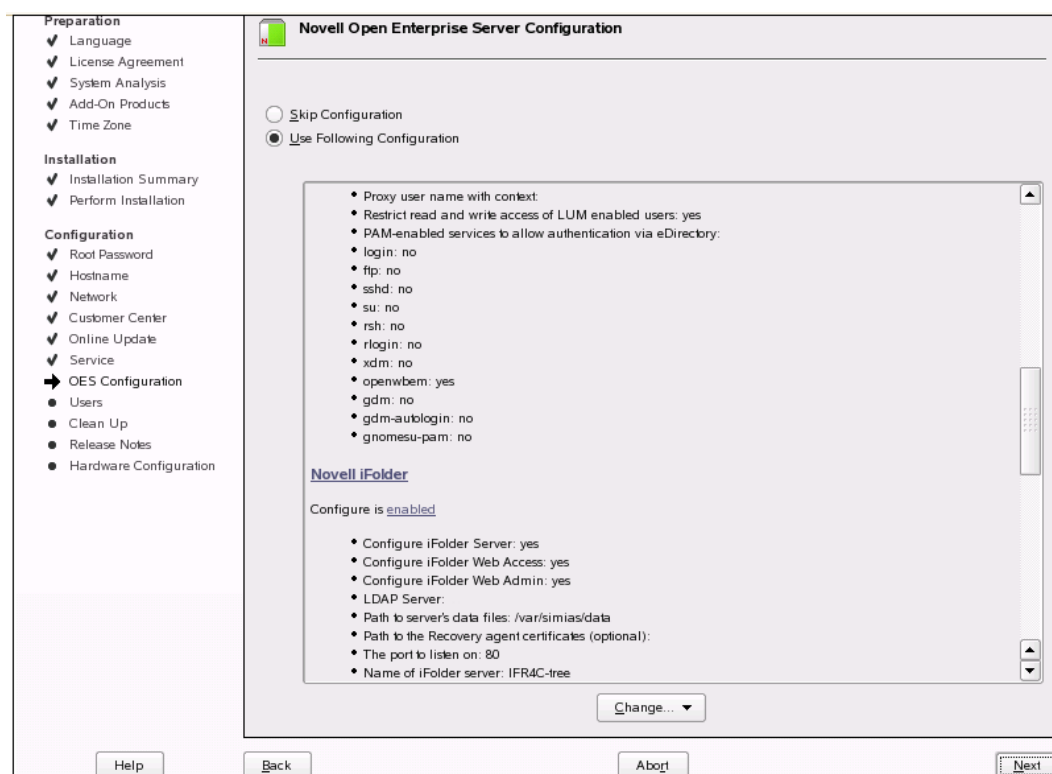 Preparation
Language
License Agreement
System Analysis
Add-On Products
Time Zone
Installation
Installation Summary
Perform Installation
Configuration
Root Password
Hostname
Network
Customer Center
Online Update
Service
OES Configuration
Users
Clean Up
Release Notes
Hardware Configuration
N
Novell Open Enterprise Server Configuration
Skip Configuration
Use Following Configuration
Proxy user name with context:
Restrict read and write access of LUM enabled users: yes
PAM-enabled services to allow authentication via eDirectory:
login: no
ftp: no
sshd: no
su: no
rsh: no
rlogin: no
xdm: no
openwbem: yes
gdm: no
gdm-autologin: no
gnomesu-pam: no
Novell iFolder
Configure is enabled
Configure iFolder Server: yes
Configure iFolder Web Access: yes
Configure iFolder Web Admin: yes
LDAP Server:
Path to server's data files: /var/simias/data
Path to the Recovery agent certificates (optional):
The port to listen on: 80
Name of iFolder server: IFR4C-tree
Change...
Help
Back
Abort
Next